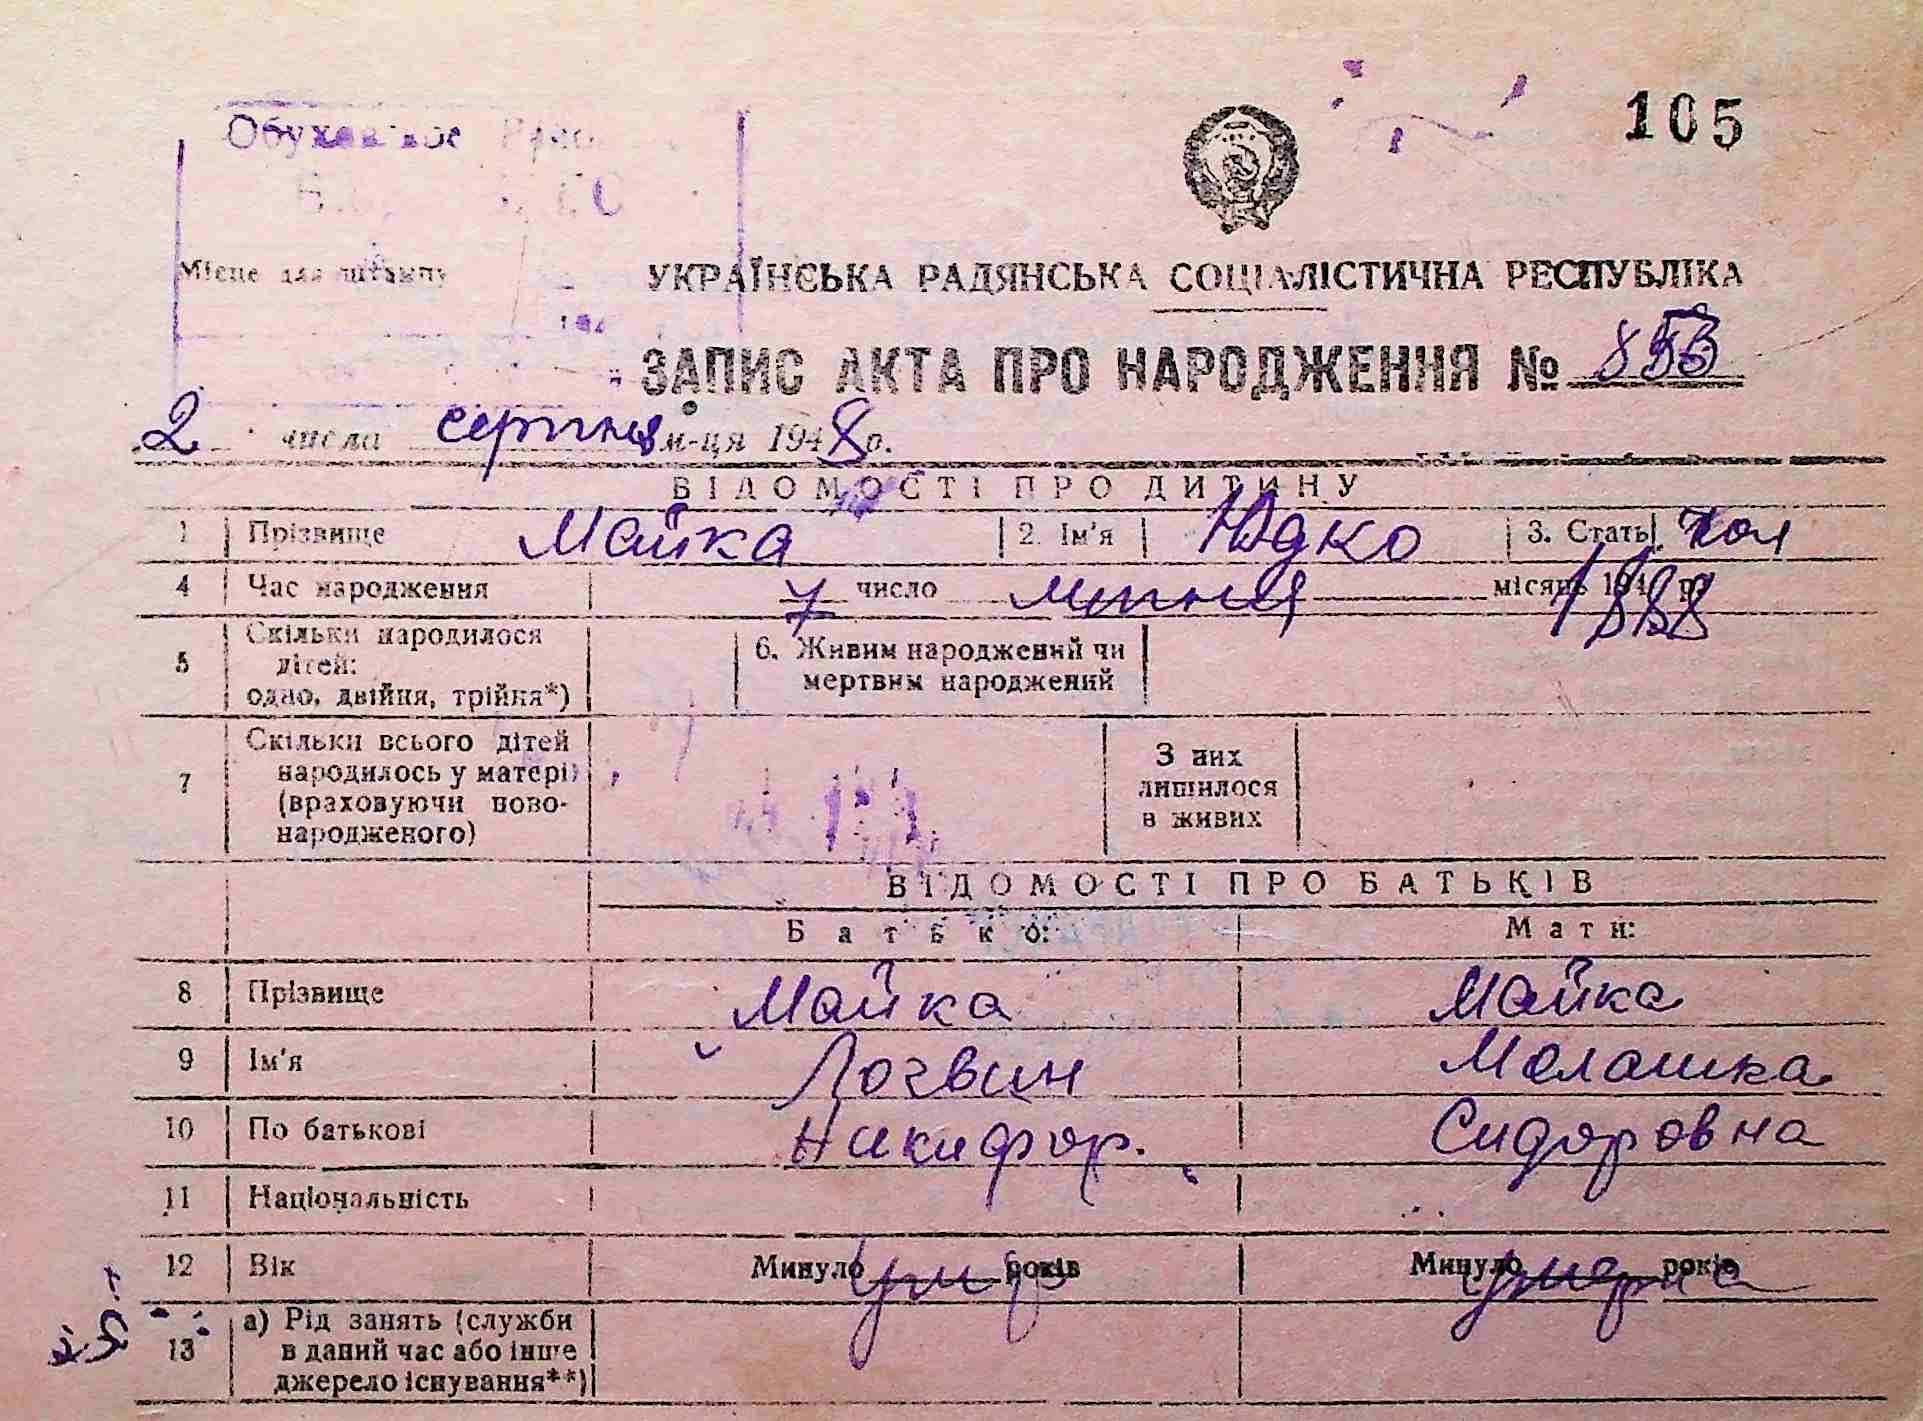 105
Місце для штампу
УКРАЇНСЬКА РАДЯНСЬКА СОЦІАЛІСТИЧНА РЕСПУБЛІКА
ЗАПИС АКТА ПРО НАРОДЖЕННЯ №
2 числа серпня м-ця 1948 р.
ВІДОМОСТІ ПРО ДИТИНУ
1 Прізвище Майка 2. Ім'я Юдко 3. Стать чол
4 Час народження 7 число липня місяць 194 р. 1888
5 Скільки народилося
дітей:
одно, двійня, трійня*)
6. Живим народжений чи
мертвим народжений
7 Скільки всього дітей
народилось у матері
(враховуючи ново-
народженого)
З них
лишилося
в живих
ВІДОМОСТІ ПРО БАТЬКІВ
Батько: Мати:
8 Прізвище Майка Майка
9 Ім'я Логвин Мелашка
10 По батькові Никифор. Сидоровна
11 Національність
12 Вік Минуло умер років Минуло умерла років
13 а) Рід занять (служби
в даний час або інше
джерело існування**)